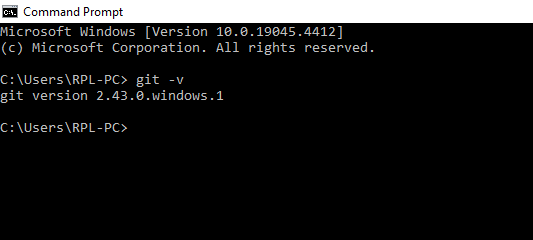 Command Prompt
Microsoft Windows [Version 10.0.19045.4412]
(c) Microsoft Corporation. All rights reserved.
C:\Users\RPL-PC> git -v
git version 2.43.0.windows.1
C:\Users\RPL-PC>